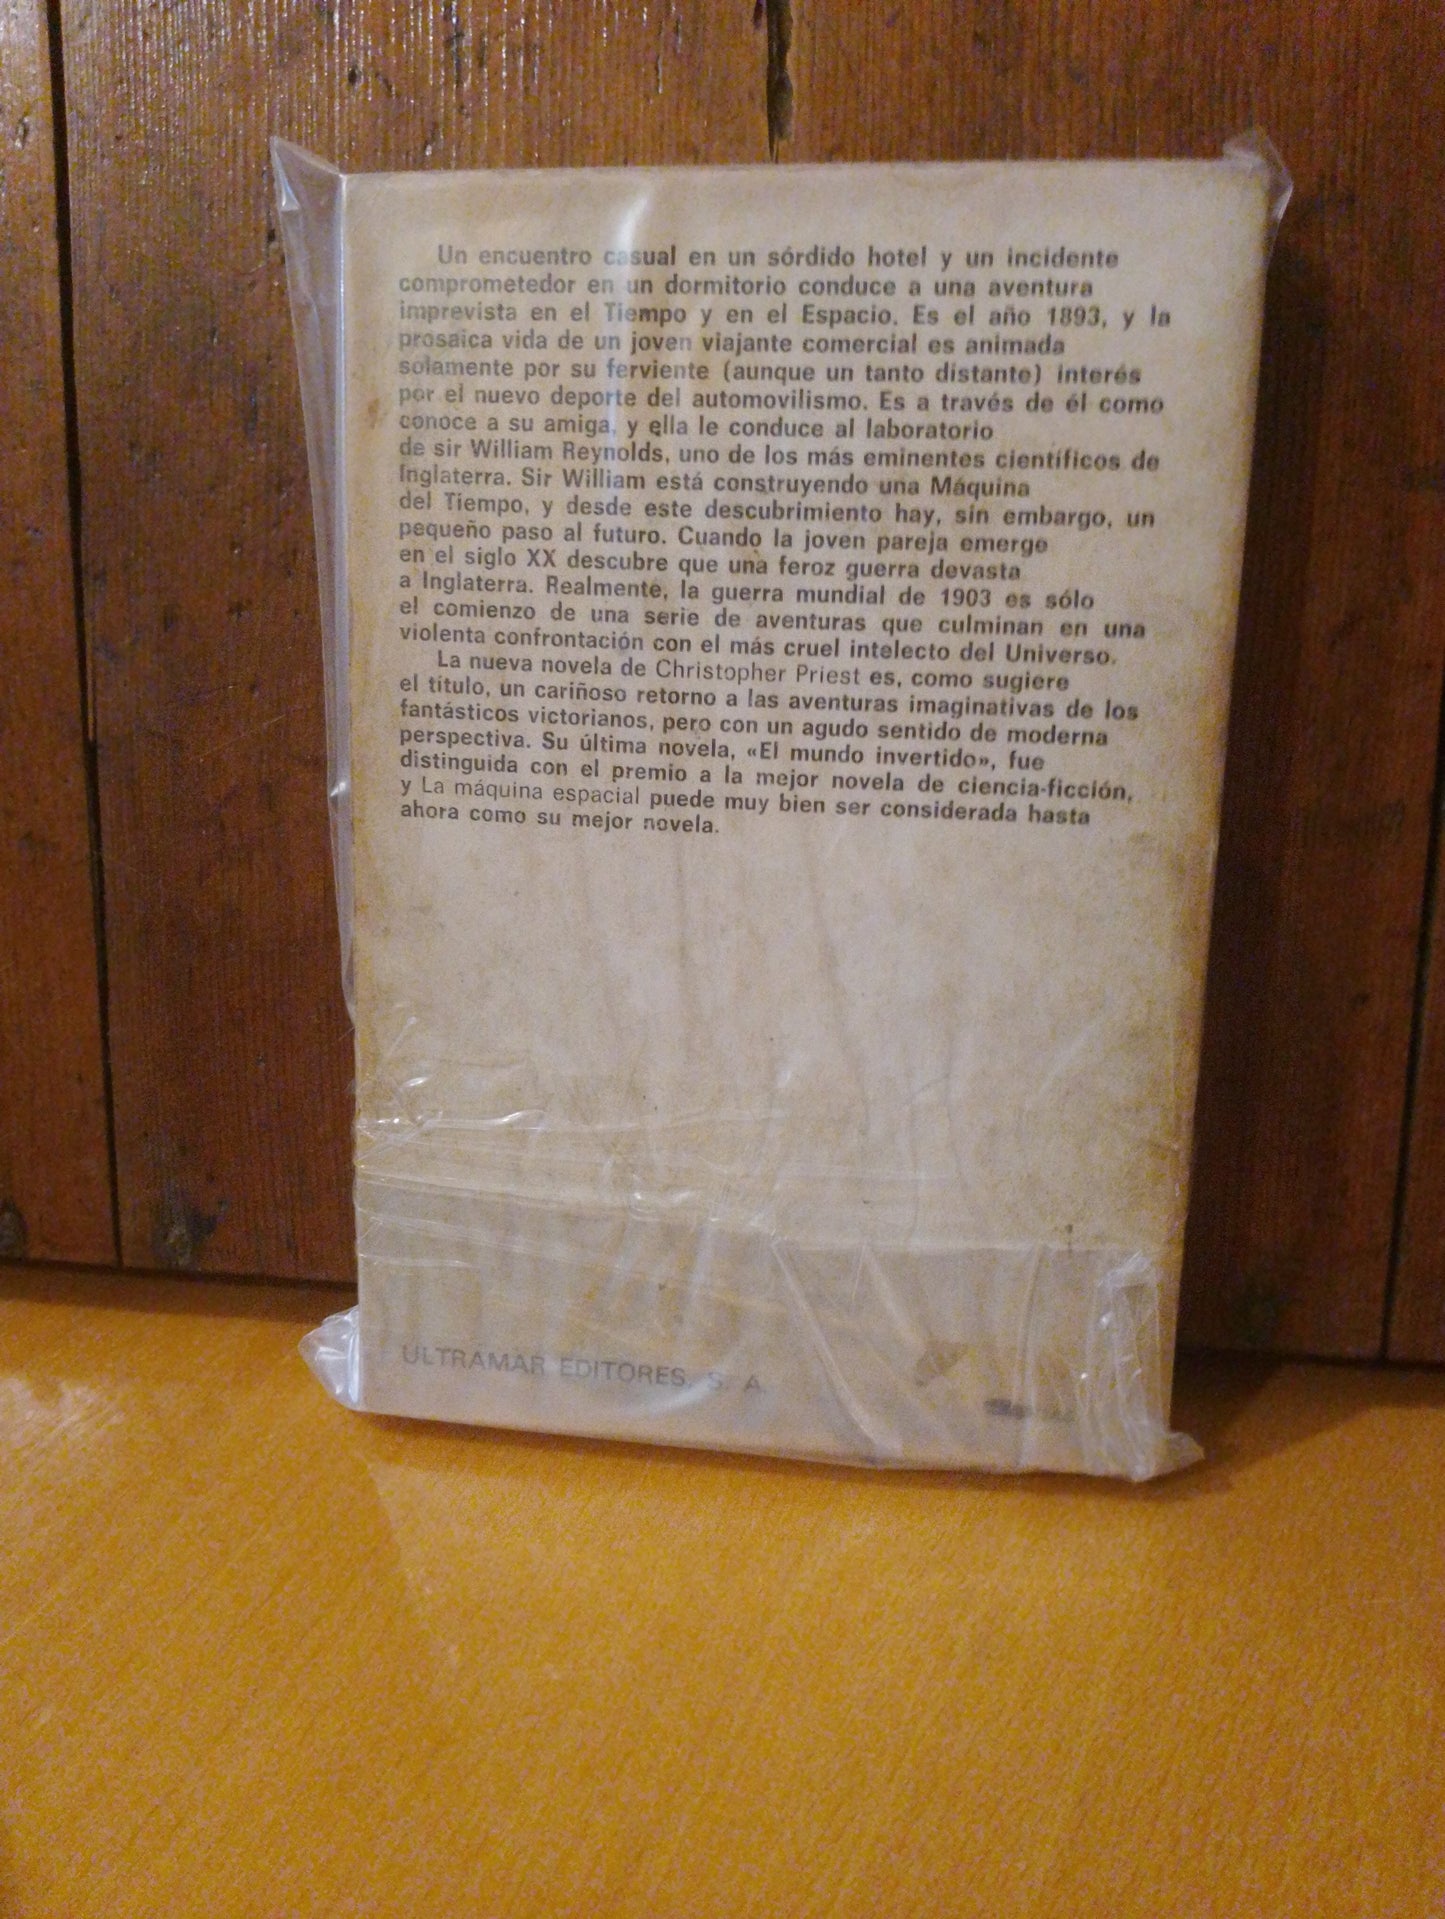 Un encuentro casual en un sórdido hotel y un incidente
comprometedor en un dormitorio conduce a una aventura
imprevista en el Tiempo y en el Espacio. Es el año 1893, y la
prosaica vida de un joven viajante comercial es animada
solamente por su ferviente (aunque un tanto distante) interés
por el nuevo deporte del automovilismo. Es a través de él como
conoce a su amiga, y ella le conduce al laboratorio
de sir William Reynolds, uno de los más eminentes científicos de
Inglaterra. Sir William está construyendo una Máquina
del Tiempo, y desde este descubrimiento hay, sin embargo, un
pequeño paso al futuro. Cuando la joven pareja emerge
en el siglo XX descubre que una feroz guerra devasta
a Inglaterra. Realmente, la guerra mundial de 1903 es sólo
el comienzo de una serie de aventuras que culminan en una
violenta confrontación con el más cruel intelecto del Universo.
La nueva novela de Christopher Priest es, como sugiere
el título, un cariñoso retorno a las aventuras imaginativas de los
fantásticos victorianos, pero con un agudo sentido de moderna
perspectiva. Su última novela, «El mundo invertido», fue
distinguida con el premio a la mejor novela de ciencia-ficción,
y La máquina espacial puede muy bien ser considerada hasta
ahora como su mejor novela.
ULTRAMAR EDITORES, S. A.